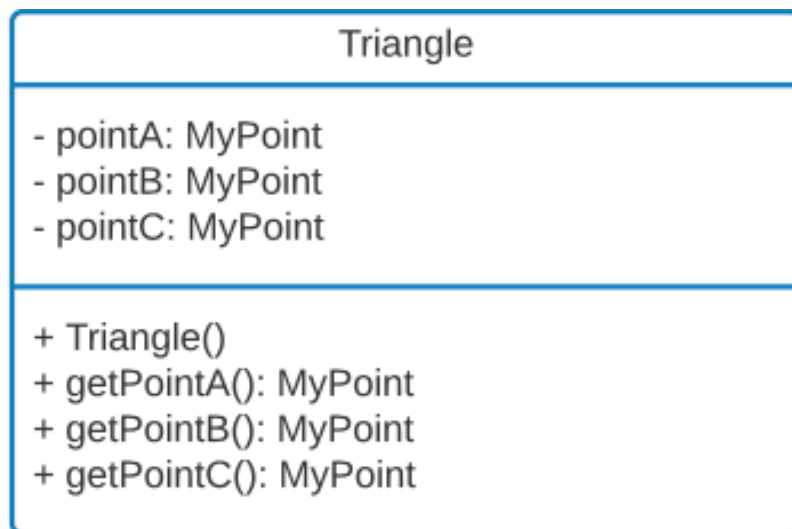 Triangle
- pointA: MyPoint
- pointB: MyPoint
- pointC: MyPoint
+ Triangle()
+ getPointA(): MyPoint
+ getPointB(): MyPoint
+ getPointC(): MyPoint